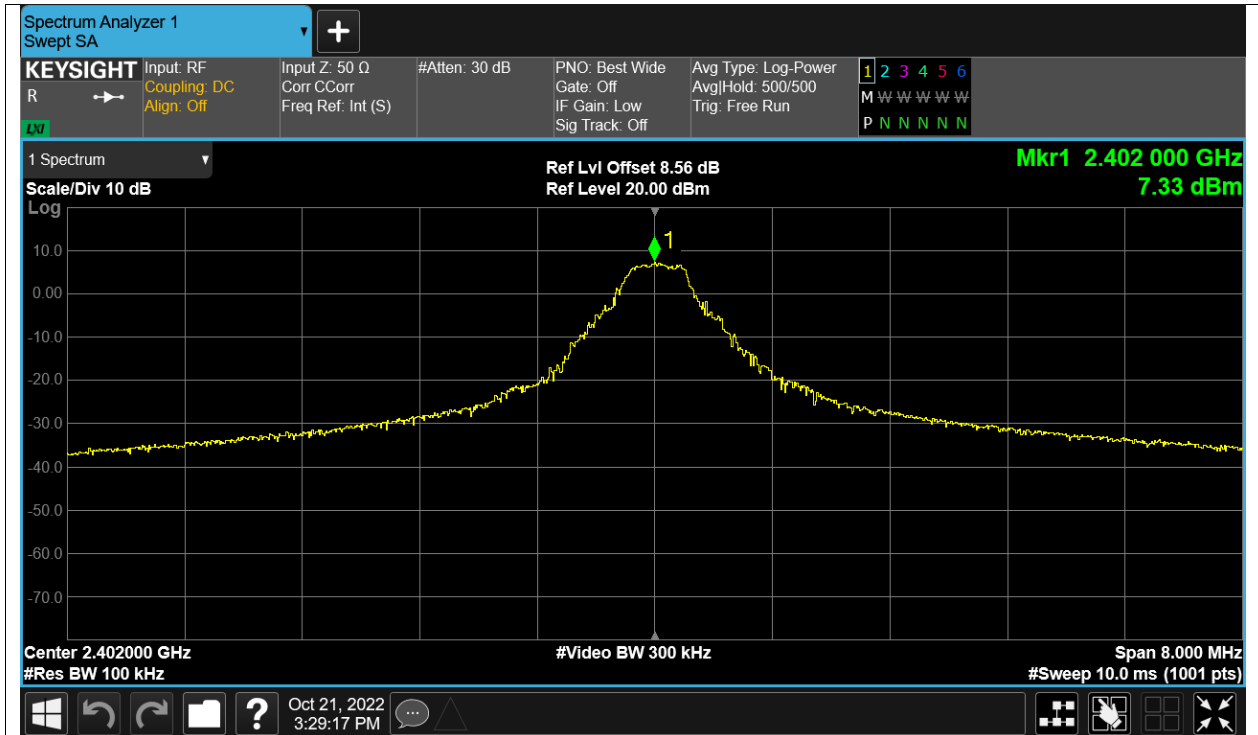 Spectrum Analyzer 1
Swept SA
+
KEYSIGHT
R
LXI
Input: RF
Coupling: DC
Align: Off
Input Z: 50 Ω
Corr CCorr
Freq Ref: Int (S)
#Atten: 30 dB
PNO: Best Wide
Gate: Off
IF Gain: Low
Sig Track: Off
Avg Type: Log-Power
Avg|Hold: 500/500
Trig: Free Run
1 2 3 4 5 6
M W W W W W
P N N N N N
1 Spectrum
Scale/Div 10 dB
Log
Ref Lvl Offset 8.56 dB
Ref Level 20.00 dBm
Mkr1 2.402 000 GHz
7.33 dBm
1
10.0
0.00
-10.0
-20.0
-30.0
-40.0
-50.0
-60.0
-70.0
Center 2.402000 GHz
#Video BW 300 kHz
Span 8.000 MHz
#Res BW 100 kHz
#Sweep 10.0 ms (1001 pts)
?
Oct 21, 2022
3:29:17 PM